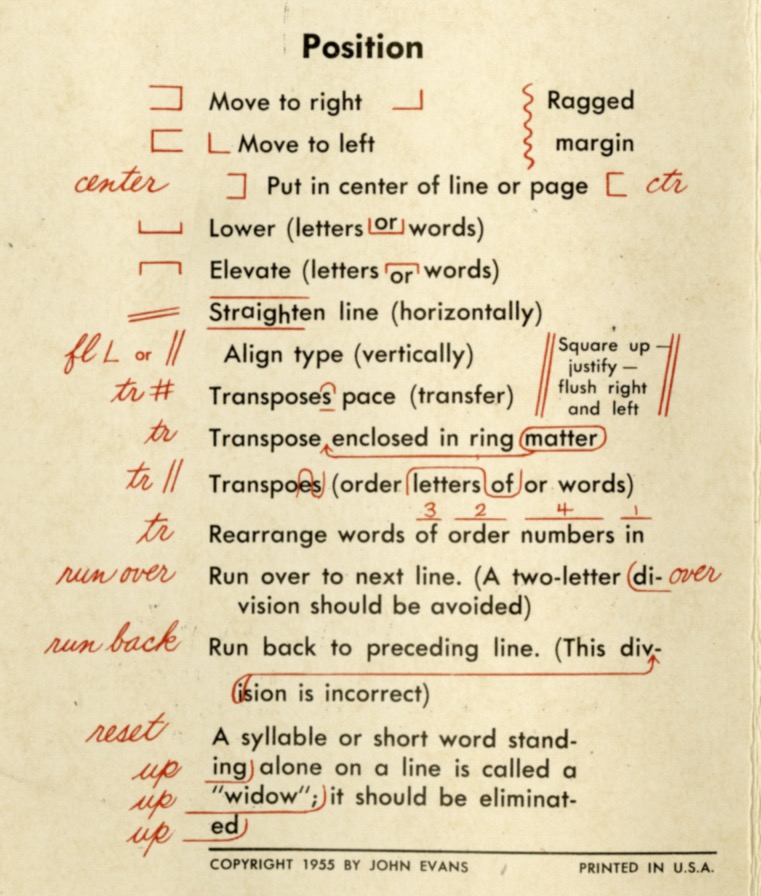 Position
] Move to right ┘ Ragged
[ L Move to left margin
center ] Put in center of line or page [ ctr
Lower (letters or words)
Elevate (letters or words)
Straighten line (horizontally)
fl L or // Align type (vertically)
Square up —
justify —
flush right
and left
tr # Transposes pace (transfer)
tr Transpose enclosed in ring matter
tr // Transpoes (order letters of or words)
3 2 4 1
tr Rearrange words of order numbers in
run over Run over to next line. (A two-letter di- over
vision should be avoided)
run back Run back to preceding line. (This div-
ision is incorrect)
reset A syllable or short word stand-
up ing alone on a line is called a
up "widow"; it should be eliminat-
up ed
COPYRIGHT 1955 BY JOHN EVANS PRINTED IN U.S.A.